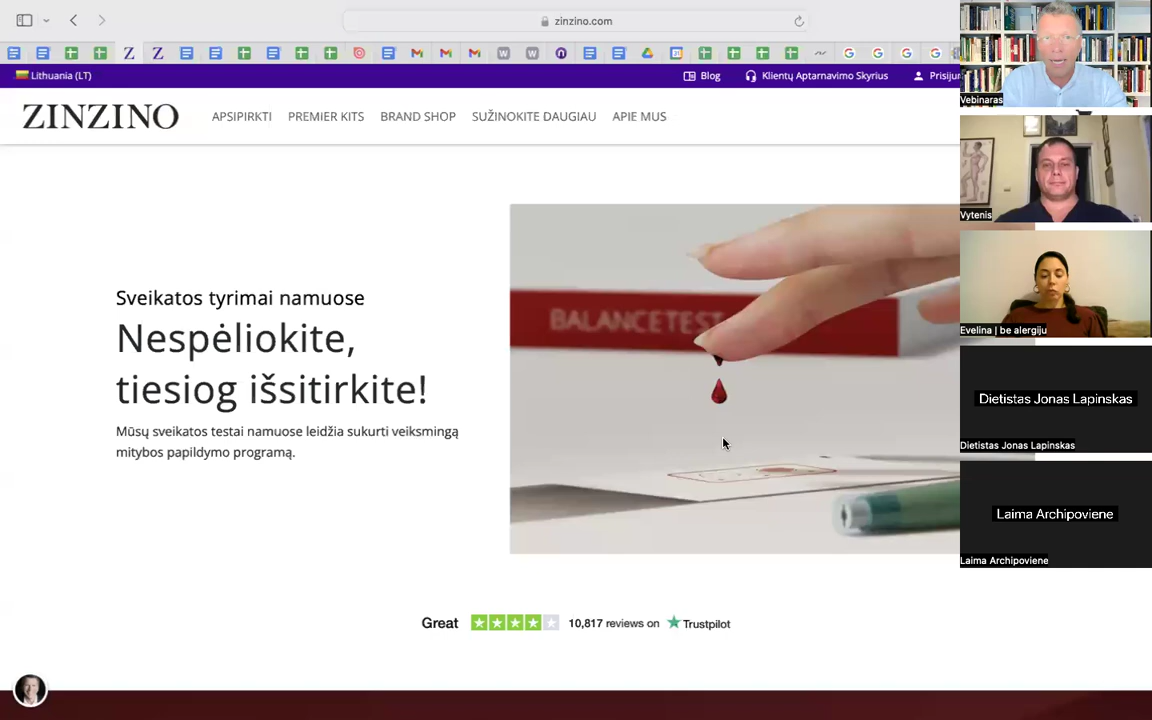 zinzino.com
Lithuania (LT)
Blog
Klientų Aptarnavimo Skyrius
ZINZINO
APSIPIRKTI
PREMIER KITS
BRAND SHOP
SUŽINOKITE DAUGIAU
APIE MUS
Sveikatos tyrimai namuose
Nespėliokite,
tiesiog išsitirkite!
Mūsų sveikatos testai namuose leidžia sukurti veiksmingą
mitybos papildymo programą.
BALANCETEST
Great
10,817 reviews on
Trustpilot
Vebinaras
Vytenis
Evelina | be alergiju
Dietistas Jonas Lapinskas
Dietistas Jonas Lapinskas
Laima Archipoviene
Laima Archipoviene